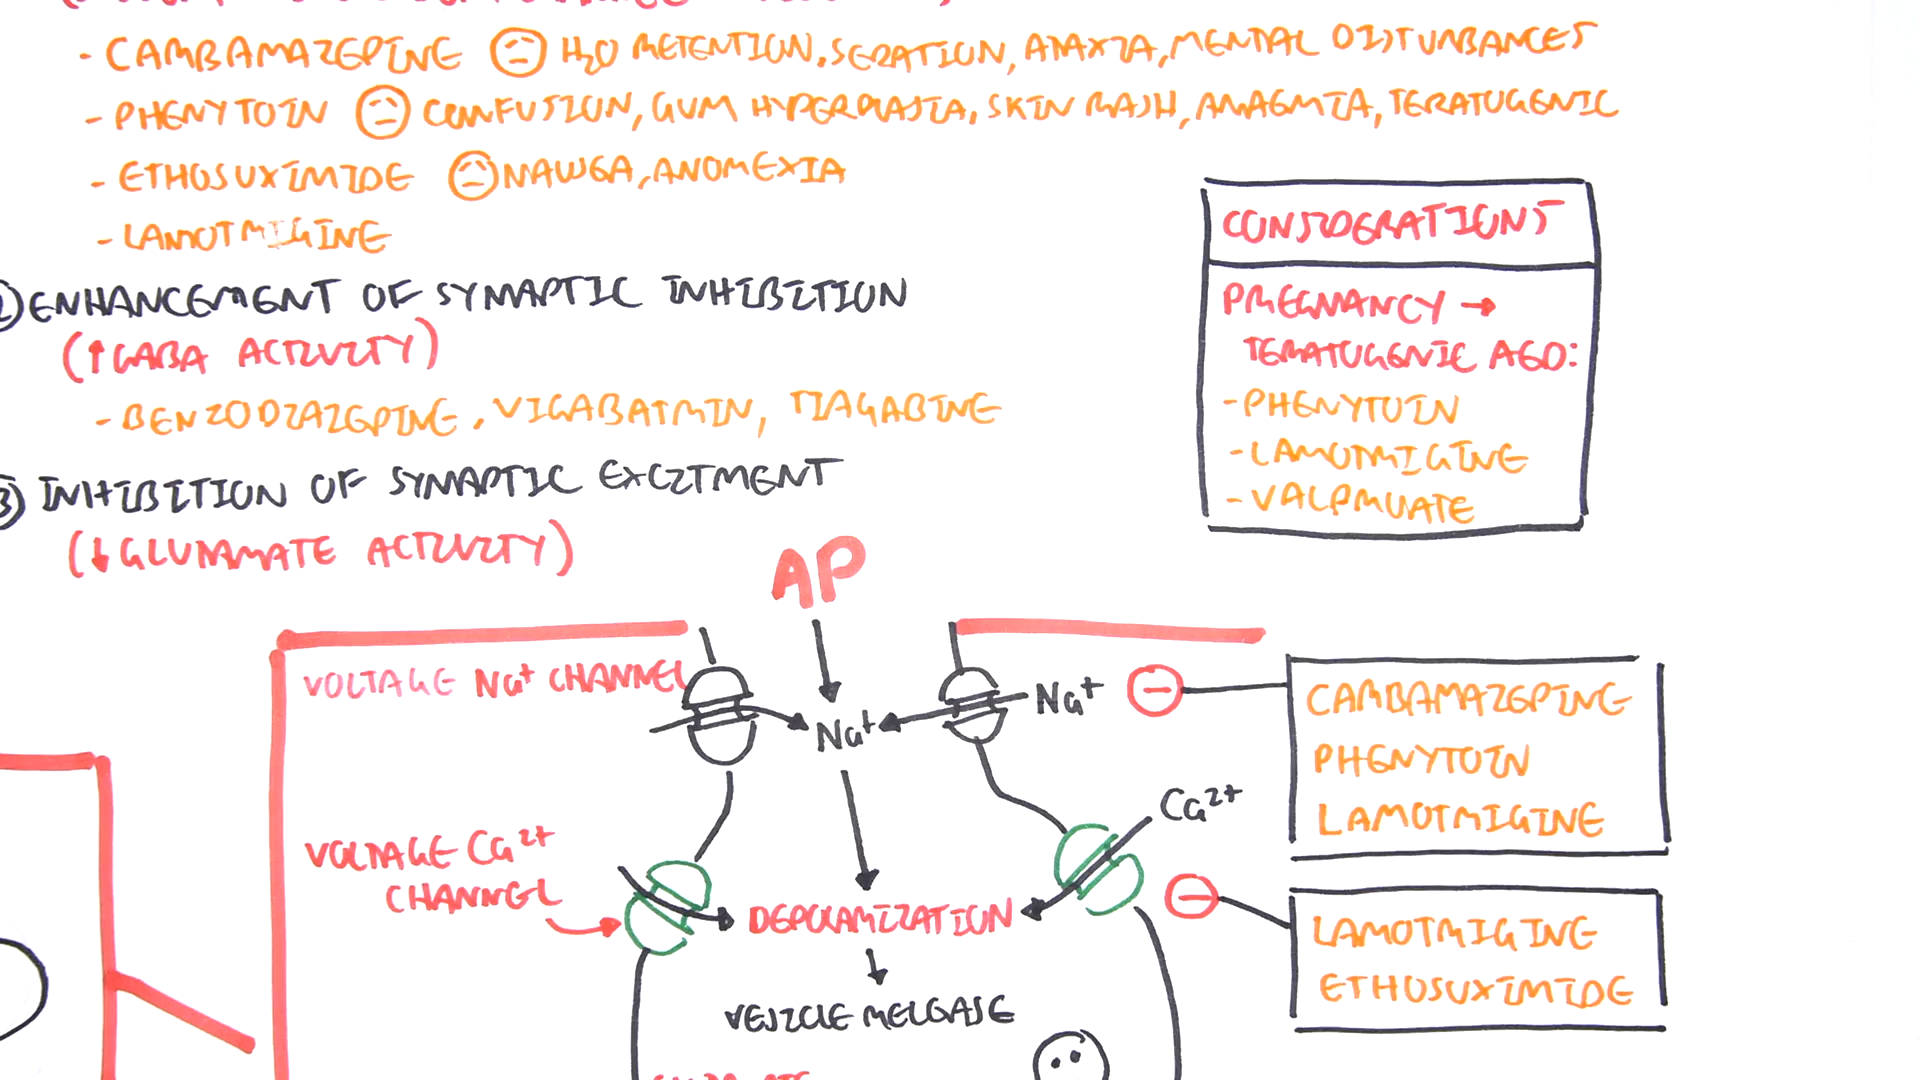 - CARBAMAZEPINE H2O RETENTION, SEDATION, ATAXIA, MENTAL DISTURBANCES
- PHENYTOIN CONFUSION, GUM HYPERPLASIA, SKIN RASH, ANAEMIA, TERATOGENIC
- ETHOSUXIMIDE NAUSEA, ANOREXIA
- LAMOTRIGINE
② ENHANCEMENT OF SYNAPTIC INHIBITION
(↑ GABA ACTIVITY)
- BENZODIAZEPINE, VIGABATRIN, TIAGABINE
③ INHIBITION OF SYNAPTIC EXCITMENT
(↓ GLUTAMATE ACTIVITY)
CONSIDERATIONS
PREGNANCY →
TERATOGENIC AED:
- PHENYTOIN
- LAMOTRIGINE
- VALPROATE
AP
VOLTAGE Na+ CHANNEL
Na+
Na+
CARBAMAZEPINE
PHENYTOIN
LAMOTRIGINE
Ca2+
VOLTAGE Ca2+
CHANNEL
DEPOLARIZATION
LAMOTRIGINE
ETHOSUXIMIDE
VESICLE RELEASE